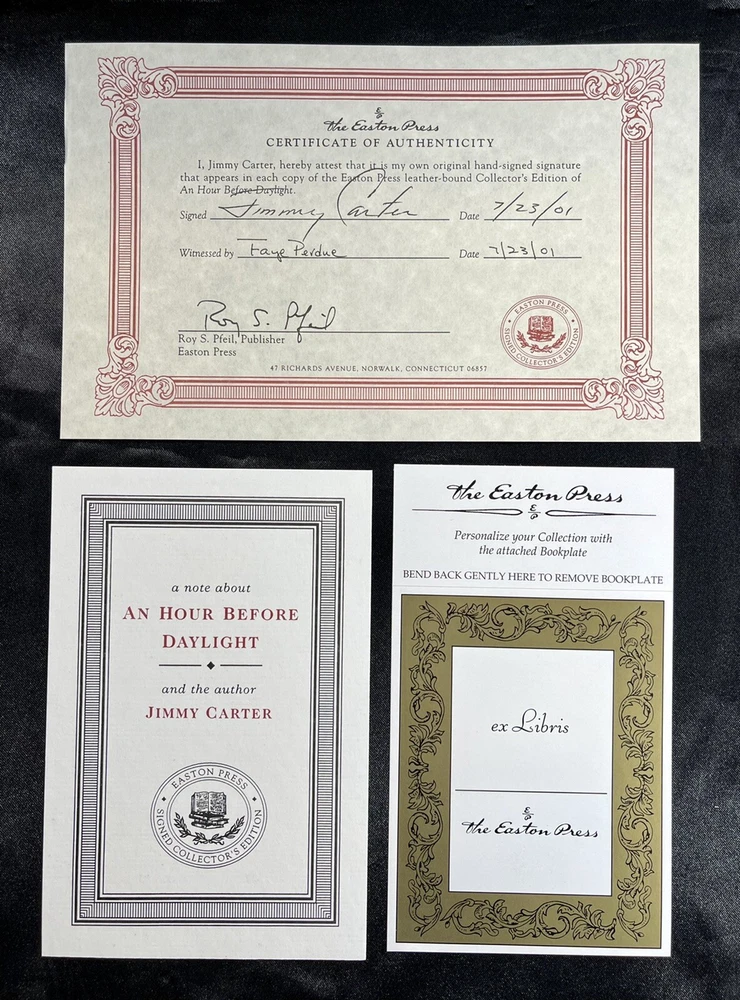 The Easton Press
CERTIFICATE OF AUTHENTICITY
I, Jimmy Carter, hereby attest that it is my own original hand-signed signature
that appears in each copy of the Easton Press leather-bound Collector's Edition of
An Hour Before Daylight.
Signed Jimmy Carter Date 7/23/01
Witnessed by Faye Perdue Date 7/23/01
Roy S. Pfeil
Roy S. Pfeil, Publisher
Easton Press
EASTON PRESS
SIGNED COLLECTOR'S EDITION
47 RICHARDS AVENUE, NORWALK, CONNECTICUT 06857
a note about
AN HOUR BEFORE
DAYLIGHT
and the author
JIMMY CARTER
EASTON PRESS
SIGNED COLLECTOR'S EDITION
The Easton Press
Personalize your Collection with
the attached Bookplate
BEND BACK GENTLY HERE TO REMOVE BOOKPLATE
ex Libris
The Easton Press